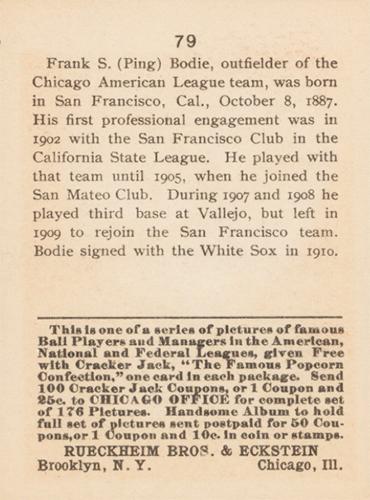 79
Frank S. (Ping) Bodie, outfielder of the
Chicago American League team, was born
in San Francisco, Cal., October 8, 1887.
His first professional engagement was in
1902 with the San Francisco Club in the
California State League. He played with
that team until 1905, when he joined the
San Mateo Club. During 1907 and 1908 he
played third base at Vallejo, but left in
1909 to rejoin the San Francisco team.
Bodie signed with the White Sox in 1910.
This is one of a series of pictures of famous
Ball Players and Managers in the American,
National and Federal Leagues, given Free
with Cracker Jack, "The Famous Popcorn
Confection," one card in each package. Send
100 Cracker Jack Coupons, or 1 Coupon and
25c. to CHICAGO OFFICE for complete set
of 176 Pictures. Handsome Album to hold
full set of pictures sent postpaid for 50 Cou-
pons, or 1 Coupon and 10c. in coin or stamps.
RUECKHEIM BROS. & ECKSTEIN
Brooklyn, N. Y. Chicago, Ill.